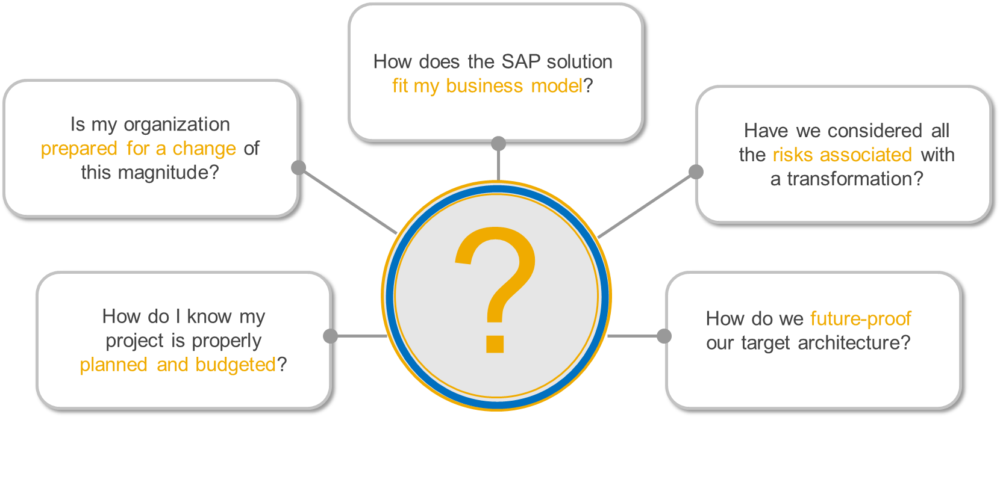 How does the SAP solution
fit my business model?
Is my organization
prepared for a change of
this magnitude?
Have we considered all
the risks associated with
a transformation?
How do I know my
project is properly
planned and budgeted?
How do we future-proof
our target architecture?
?